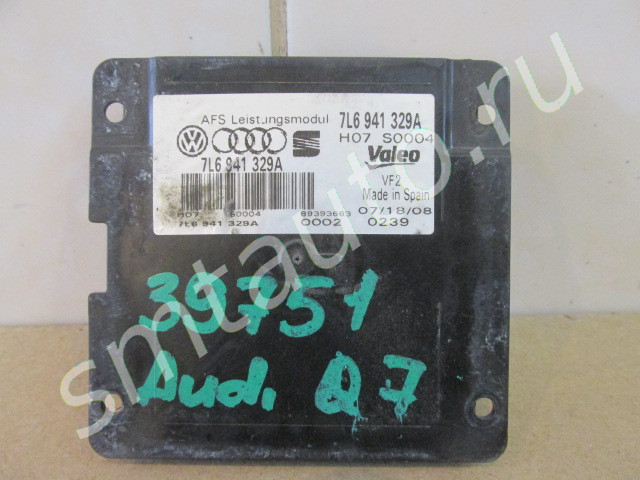 AFS Leistungsmodul 7L6 941 329A
H07 S0004
7L6 941 329A
Valeo
VF2
Made in Spain
H07 S0004 89393663
07/18/08
7L6 941 329A 0002 0239
39751
Audi Q7
smtauto.ru